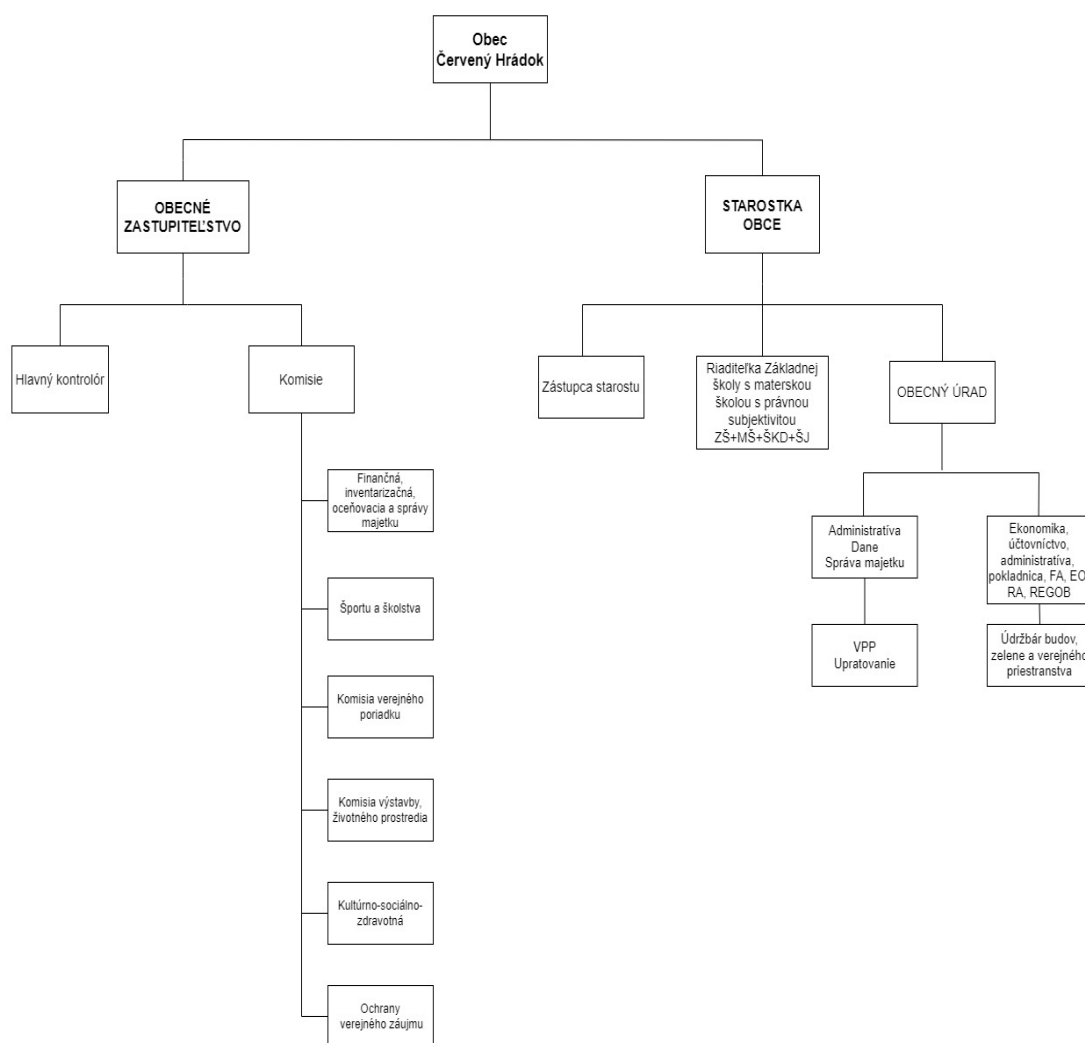 Obec
Červený Hrádok
OBECNÉ
ZASTUPITEĽSTVO
STAROSTKA
OBCE
Hlavný kontrolór
Komisie
Zástupca starostu
Riaditeľka Základnej
školy s materskou
školou s právnou
subjektivitou
ZŠ+MŠ+ŠKD+ŠJ
OBECNÝ ÚRAD
Finančná,
inventarizačná,
oceňovacia a správy
majetku
Športu a školstva
Komisia verejného
poriadku
Komisia výstavby,
životného prostredia
Kultúrno-sociálno-
zdravotná
Ochrany
verejného záujmu
Administratíva
Dane
Správa majetku
VPP
Upratovanie
Ekonomika,
účtovníctvo,
administratíva,
pokladnica, FA, EO
RA, REGOB
Údržbár budov,
zelene a verejného
priestranstva